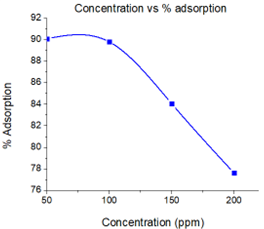 Concentration vs % adsorption
92
90
88
86
84
82
80
78
76
% Adsorption
50 100 150 200
Concentration (ppm)